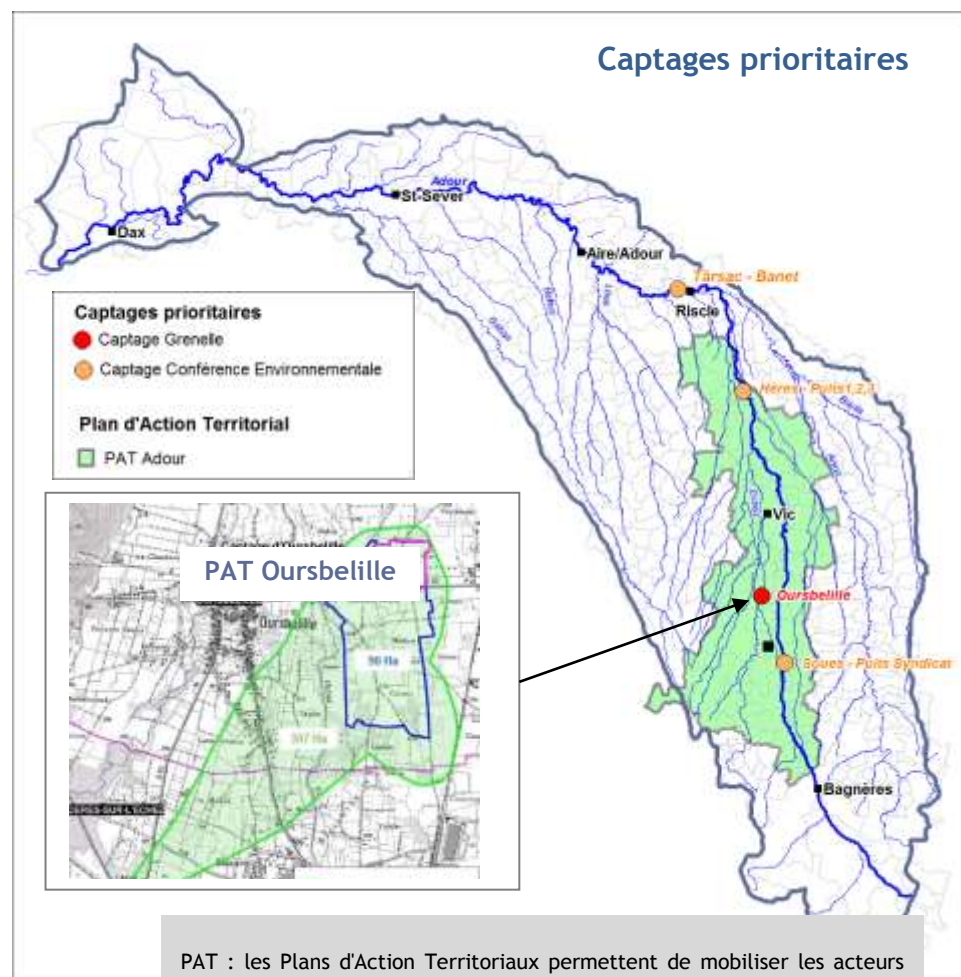 Captages prioritaires
Adour
St-Sever
Dax
Aire/Adour
Tarsac - Banet
Riscle
Captages prioritaires
Captage Grenelle
Captage Conférence Environnementale
Plan d'Action Territorial
PAT Adour
Hères - Puits1,2,3
Vic
PAT Oursbelille
Oursbelille
Oursbelille
Soues - Puits Syndicat
Bagnères
PAT : les Plans d'Action Territoriaux permettent de mobiliser les acteurs